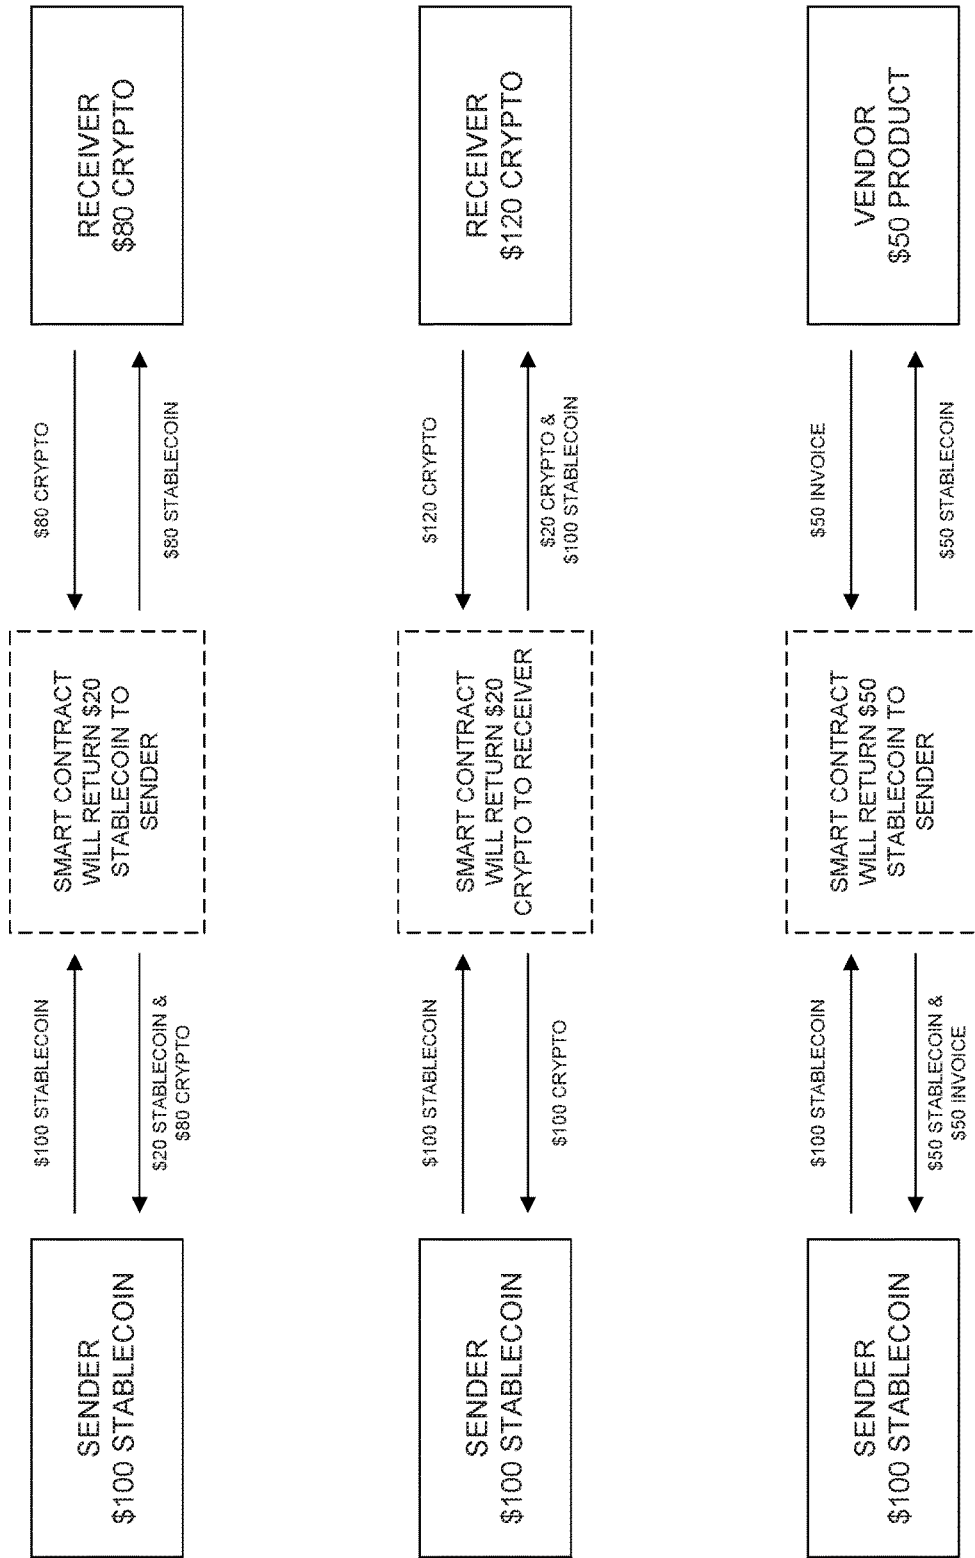 SENDER
$100 STABLECOIN
$100 STABLECOIN
$20 STABLECOIN &
$80 CRYPTO
SMART CONTRACT
WILL RETURN $20
STABLECOIN TO
SENDER
$80 CRYPTO
$80 STABLECOIN
RECEIVER
$80 CRYPTO
SENDER
$100 STABLECOIN
$100 STABLECOIN
$100 CRYPTO
SMART CONTRACT
WILL RETURN $20
CRYPTO TO RECEIVER
$120 CRYPTO
$20 CRYPTO &
$100 STABLECOIN
RECEIVER
$120 CRYPTO
SENDER
$100 STABLECOIN
$100 STABLECOIN
$50 STABLECOIN &
$50 INVOICE
SMART CONTRACT
WILL RETURN $50
STABLECOIN TO
SENDER
$50 INVOICE
$50 STABLECOIN
VENDOR
$50 PRODUCT